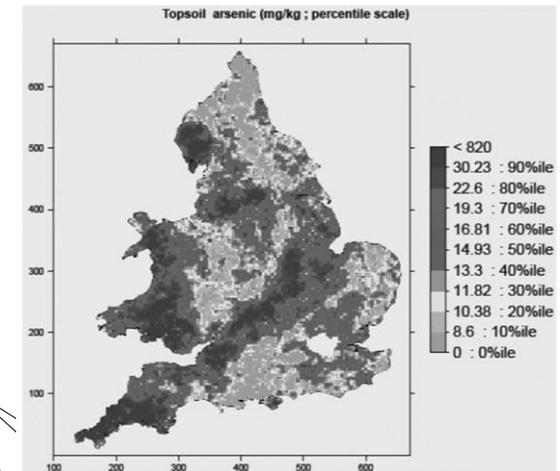 Topsoil arsenic (mg/kg ; percentile scale)
600
500
400
300
200
100
100 200 300 400 500 600
< 820
30.23 : 90%ile
22.6 : 80%ile
19.3 : 70%ile
16.81 : 60%ile
14.93 : 50%ile
13.3 : 40%ile
11.82 : 30%ile
10.38 : 20%ile
8.6 : 10%ile
0 : 0%ile